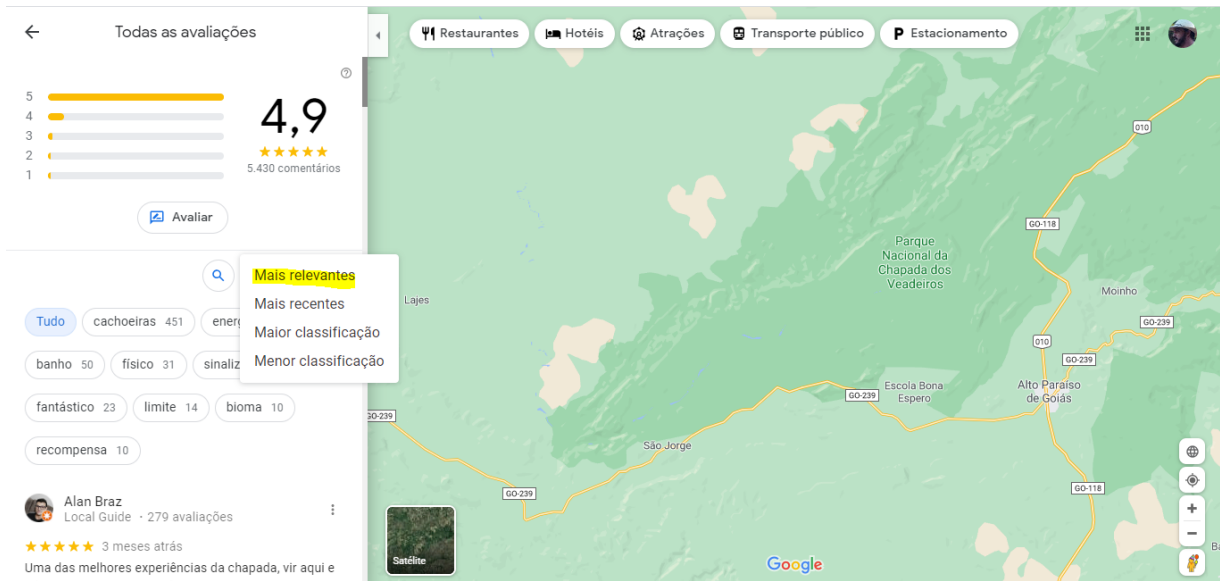 Todas as avaliações
5
4
3
2
1
4,9
5.430 comentários
Avaliar
Mais relevantes
Mais recentes
Maior classificação
Menor classificação
Tudo
cachoeiras 451
banho 50
físico 31
fantástico 23
limite 14
bioma 10
recompensa 10
Alan Braz
Local Guide · 279 avaliações
3 meses atrás
Uma das melhores experiências da chapada, vir aqui e
Restaurantes
Hotéis
Atrações
Transporte público
P Estacionamento
010
GO-118
Parque
Nacional da
Chapada dos
Veadeiros
Lajes
Moinho
GO-239
010
GO-239
Escola Bona
Espero
GO-239
Alto Paraíso
de Goiás
GO-239
São Jorge
GO-239
GO-118
Satélite
Google